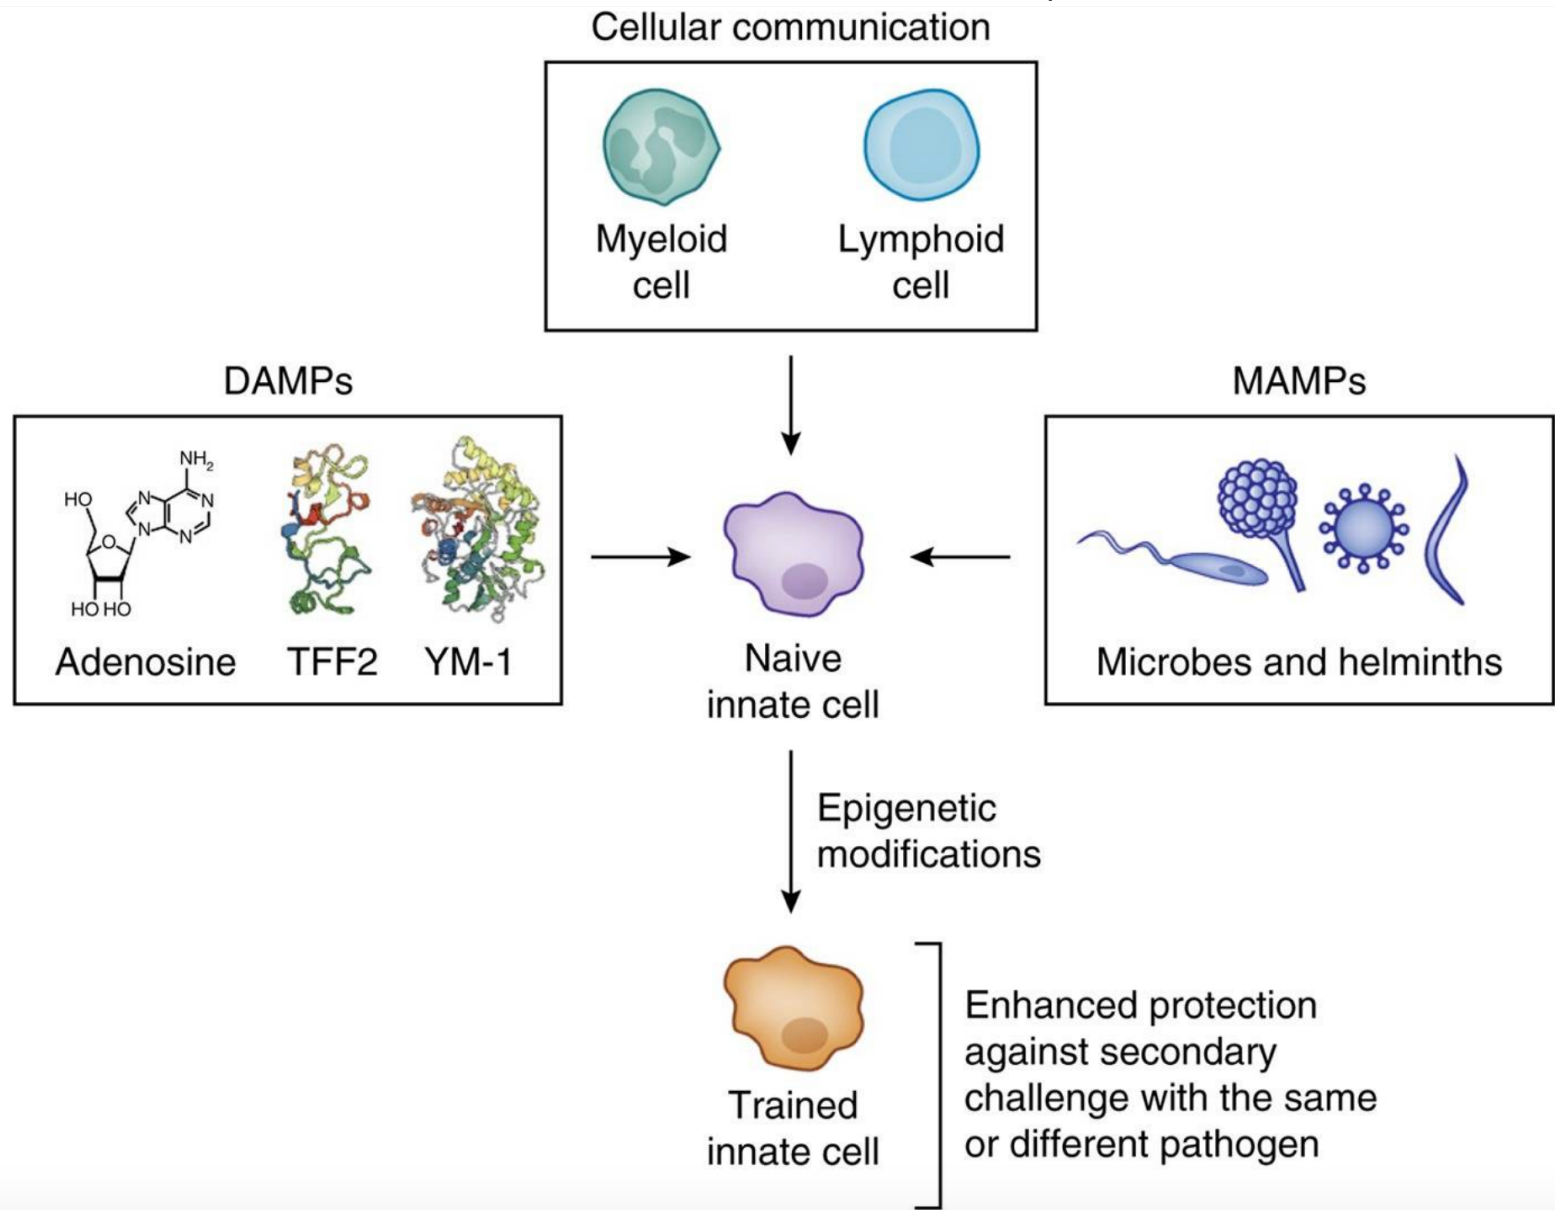 Cellular communication
Myeloid
cell
Lymphoid
cell
DAMPs
NH2
HO
N
N
N
N
O
HO HO
Adenosine
TFF2
YM-1
MAMPs
Microbes and helminths
Naive
innate cell
Epigenetic
modifications
Trained
innate cell
Enhanced protection
against secondary
challenge with the same
or different pathogen